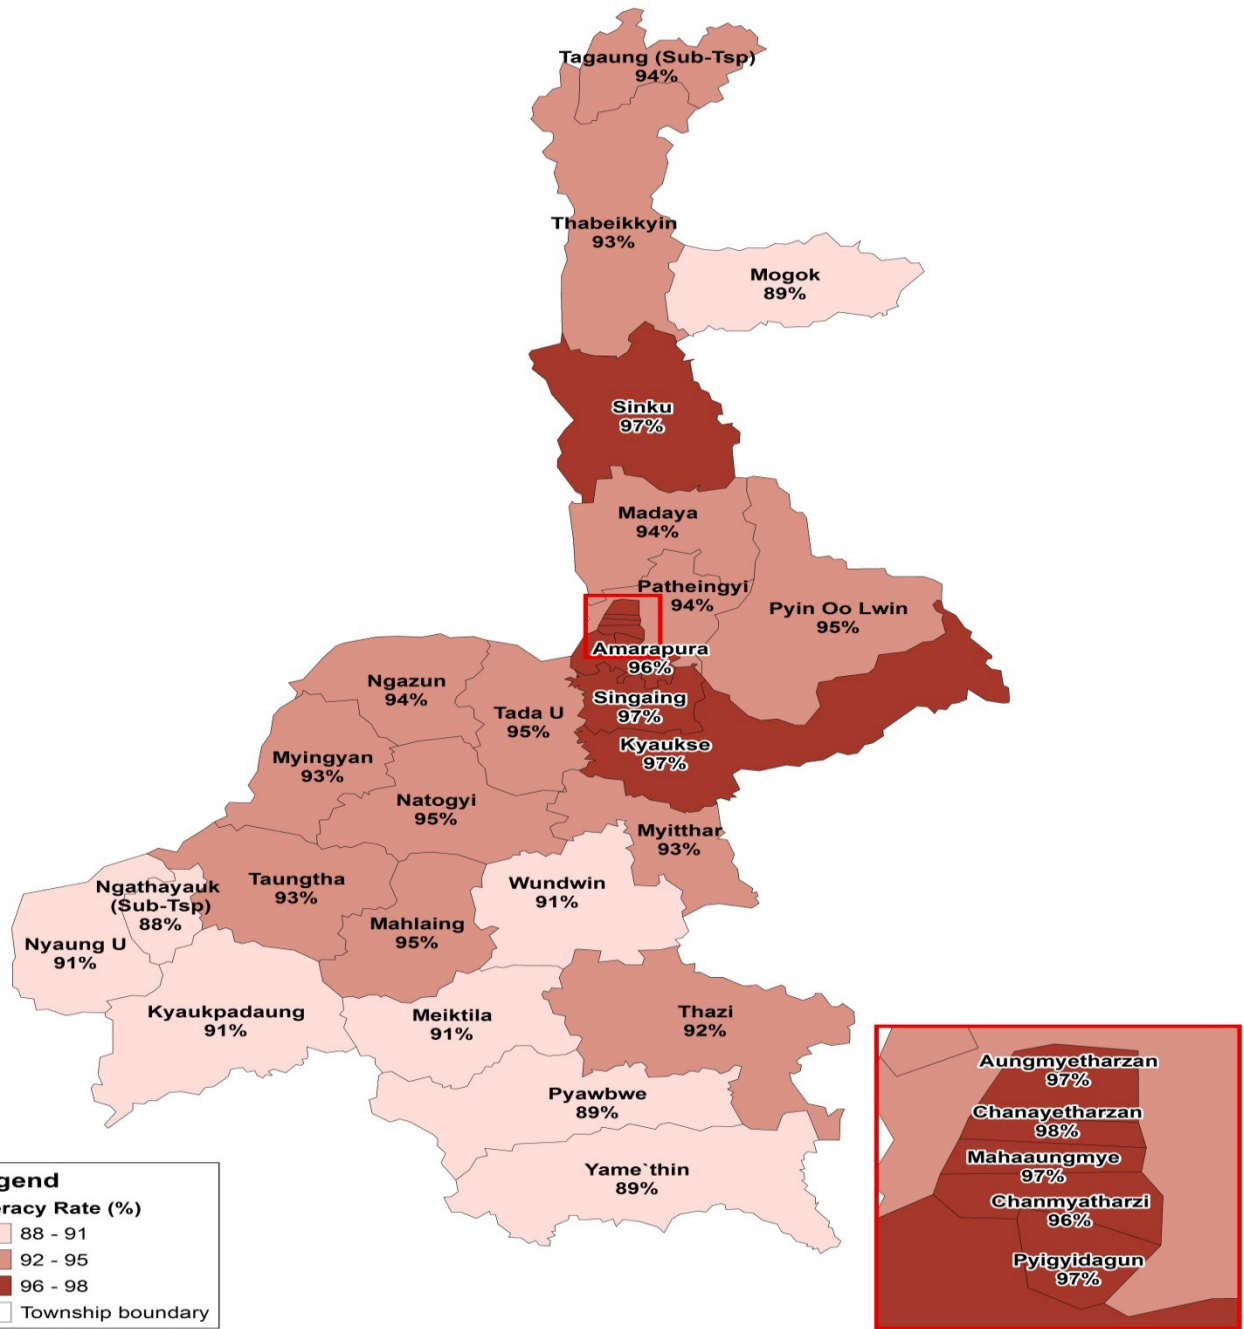 Tagaung (Sub-Tsp)
94%
Thabeikkyin
93%
Mogok
89%
Sinku
97%
Madaya
94%
Patheingyi
94%
Pyin Oo Lwin
95%
Amarapura
96%
Singaing
97%
Kyaukse
97%
Ngazun
94%
Tada U
95%
Myingyan
93%
Natogyi
95%
Myitthar
93%
Taungtha
93%
Wundwin
91%
Ngathayauk
(Sub-Tsp)
88%
Mahlaing
95%
Nyaung U
91%
Kyaukpadaung
91%
Meiktila
91%
Thazi
92%
Pyawbwe
89%
Yame`thin
89%
Aungmyetharzan
97%
Chanayetharzan
98%
Mahaaungmye
97%
Chanmyatharzi
96%
Pyigyidagun
97%
gend
eracy Rate (%)
88 - 91
92 - 95
96 - 98
Township boundary